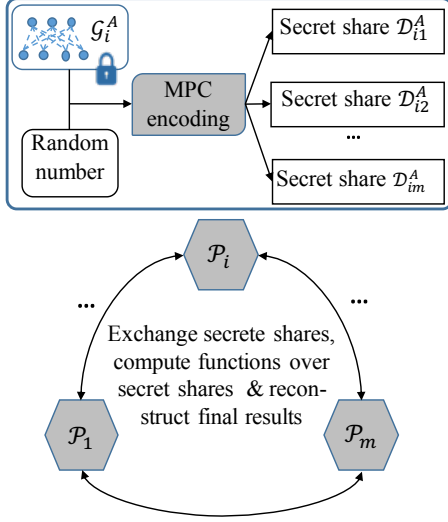 𝒢ᵢᴬ
Secret share 𝒟ᵢ₁ᴬ
MPC
encoding
Secret share 𝒟ᵢ₂ᴬ
...
Random
number
Secret share 𝒟ᵢₘᴬ
𝒫ᵢ
...
...
Exchange secrete shares,
compute functions over
secret shares & recon-
struct final results
𝒫₁
𝒫ₘ